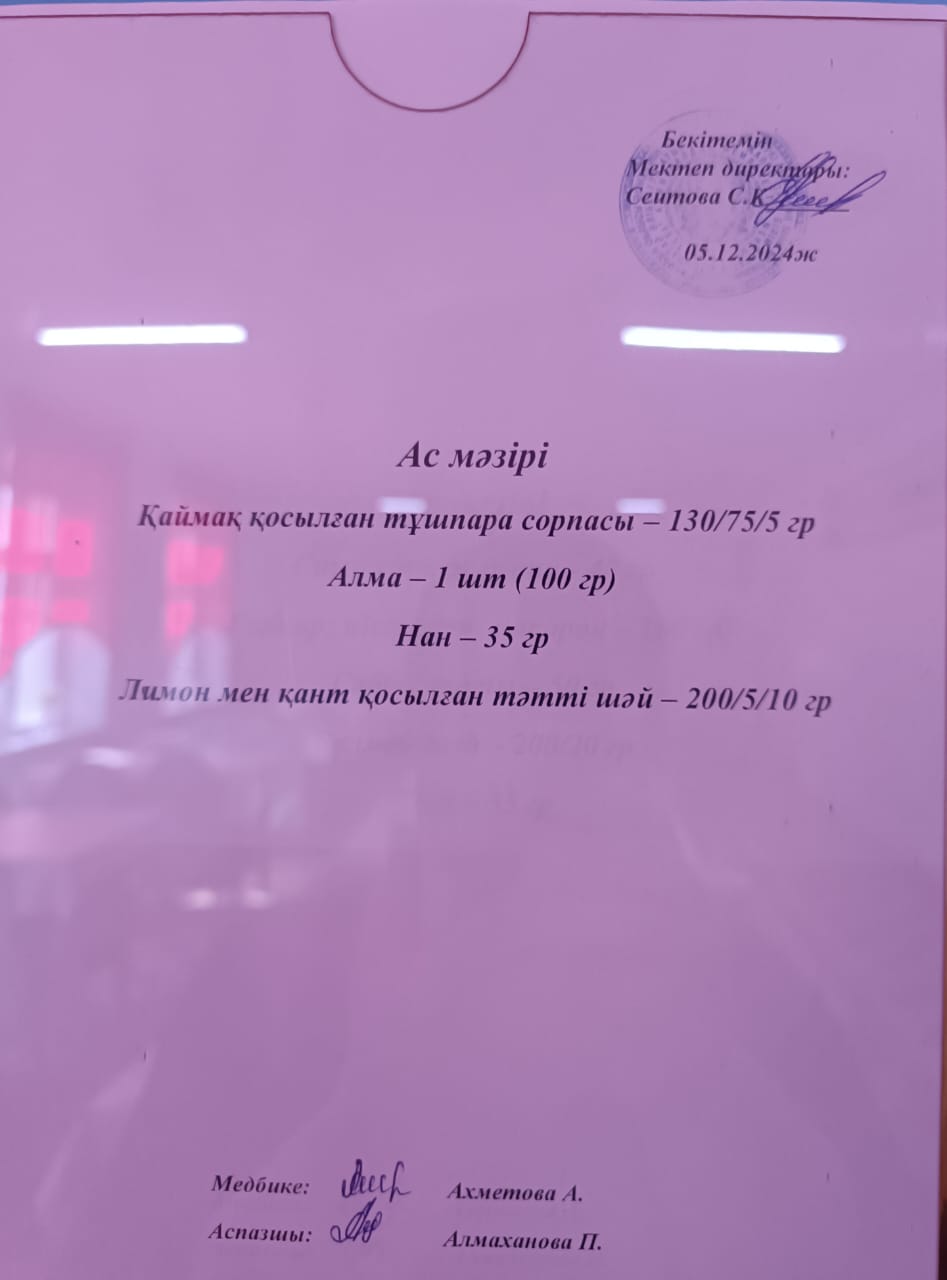 Бекітемін
Мектеп директоры:
Сеитова С.К
05.12.2024ж
Ас мәзірі
Қаймақ қосылған тұшпара сорпасы – 130/75/5 гр
Алма – 1 шт (100 гр)
Нан – 35 гр
Лимон мен қант қосылған тәтті шәй – 200/5/10 гр
Медбике: Ахметова А.
Аспазшы: Алмаханова П.